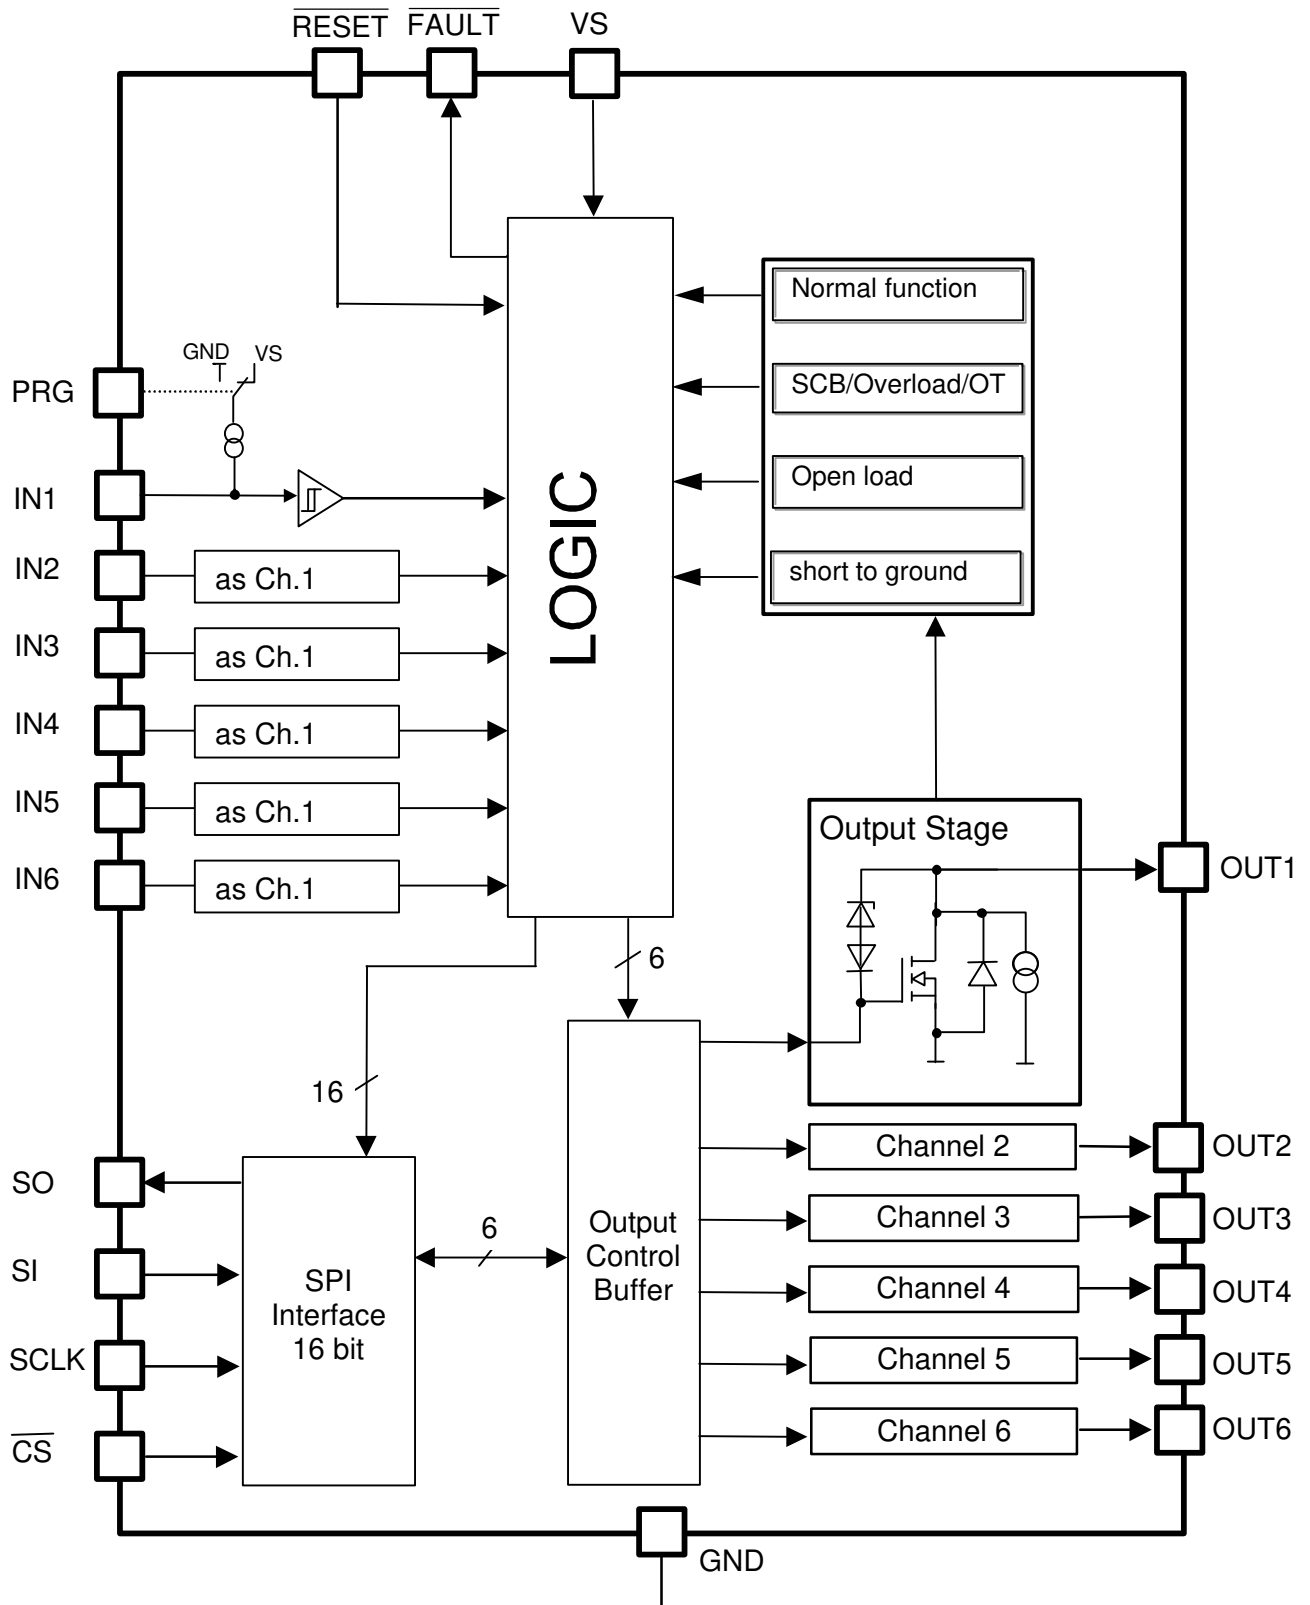 RESET FAULT VS
Normal function
GND VS
PRG
SCB/Overload/OT
IN1
Open load
LOGIC
IN2 as Ch.1
short to ground
IN3 as Ch.1
IN4 as Ch.1
IN5 as Ch.1
Output Stage
IN6 as Ch.1
OUT1
6
16
Channel 2 OUT2
SO
Channel 3 OUT3
6
Output
Control
Buffer
SI
SPI
Interface
16 bit
Channel 4 OUT4
SCLK
Channel 5 OUT5
CS
Channel 6 OUT6
GND